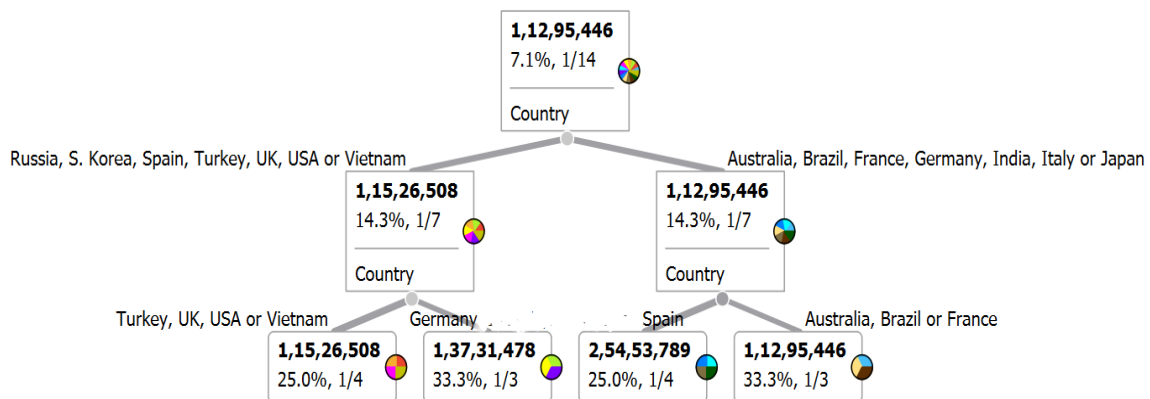 1,12,95,446
7.1%, 1/14
Country
Russia, S. Korea, Spain, Turkey, UK, USA or Vietnam
Australia, Brazil, France, Germany, India, Italy or Japan
1,15,26,508
14.3%, 1/7
Country
1,12,95,446
14.3%, 1/7
Country
Turkey, UK, USA or Vietnam
Germany
Spain
Australia, Brazil or France
1,15,26,508
25.0%, 1/4
1,37,31,478
33.3%, 1/3
2,54,53,789
25.0%, 1/4
1,12,95,446
33.3%, 1/3